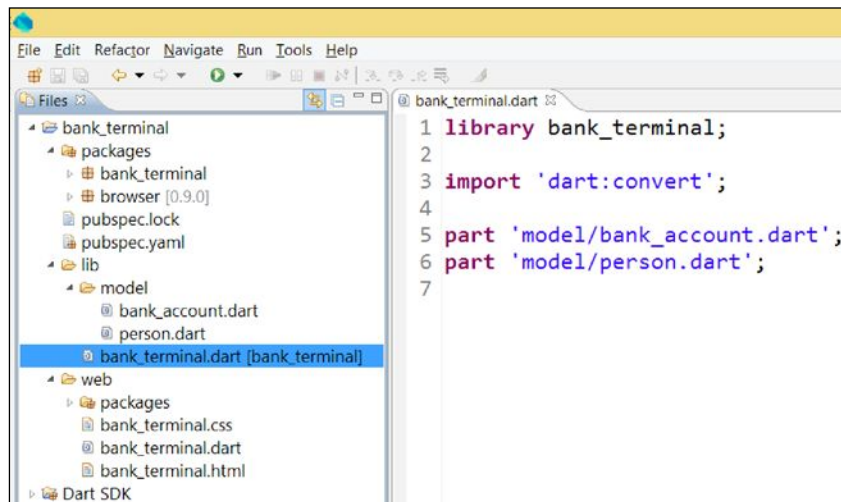 File Edit Refactor Navigate Run Tools Help
Files
bank_terminal
packages
bank_terminal
browser [0.9.0]
pubspec.lock
pubspec.yaml
lib
model
bank_account.dart
person.dart
bank_terminal.dart [bank_terminal]
web
packages
bank_terminal.css
bank_terminal.dart
bank_terminal.html
Dart SDK
bank_terminal.dart
1 library bank_terminal;
2
3 import 'dart:convert';
4
5 part 'model/bank_account.dart';
6 part 'model/person.dart';
7